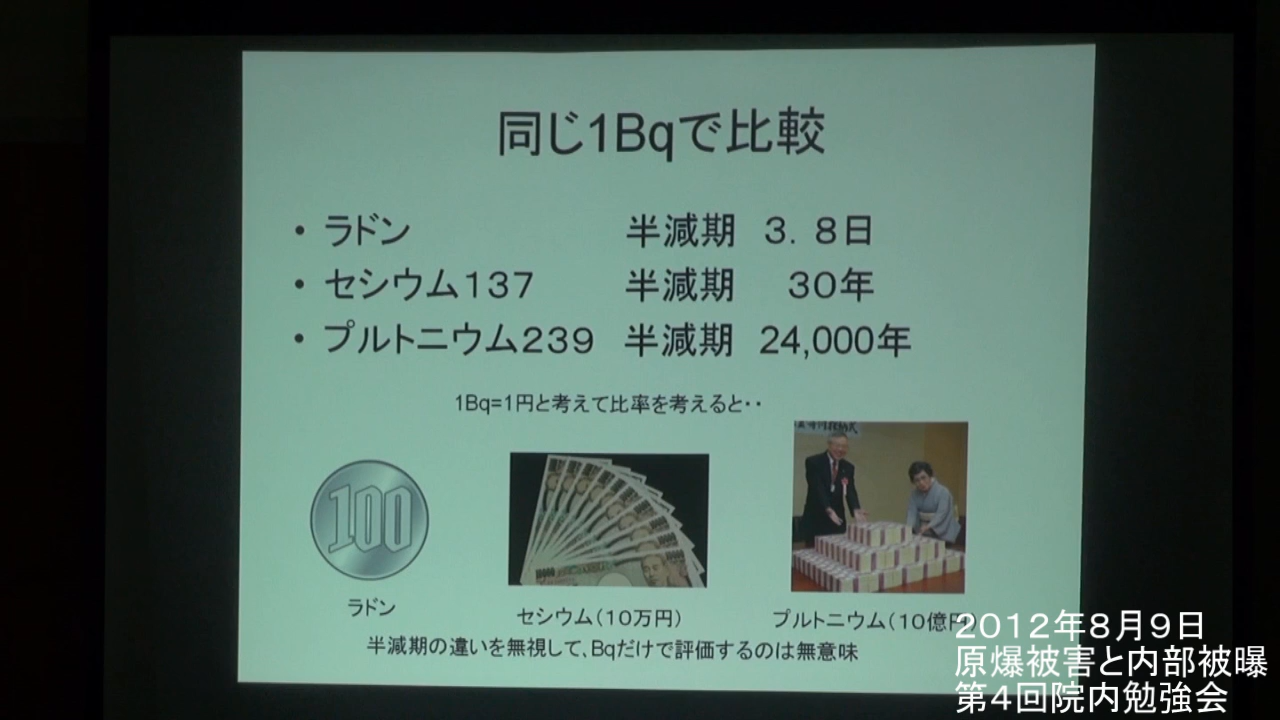 同じ1Bqで比較
・ラドン 半減期 3.8日
・セシウム137 半減期 30年
・プルトニウム239 半減期 24,000年
1Bq=1円と考えて比率を考えると・・
100
10000
ラドン
セシウム(10万円)
プルトニウム(10億円)
半減期の違いを無視して、Bqだけで評価するのは無意味
2012年8月9日
原爆被害と内部被曝
第4回院内勉強会